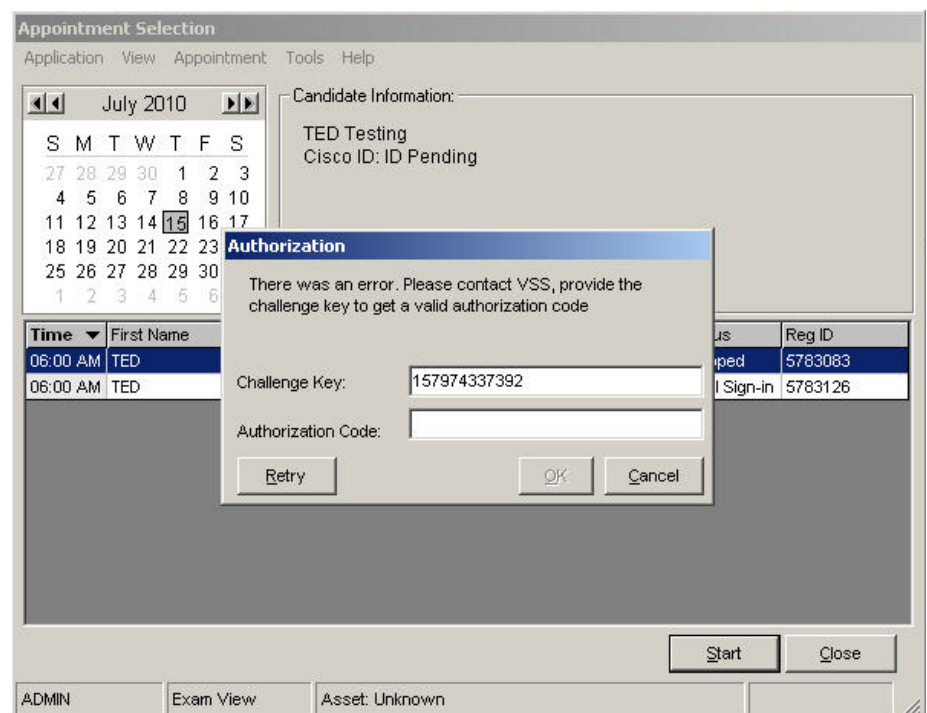 Appointment Selection
Application View Appointment Tools Help
July 2010
S M T W T F S
27 28 29 30 1 2 3
4 5 6 7 8 9 10
11 12 13 14 15 16 17
18 19 20 21 22 23
25 26 27 28 29 30
1 2 3 4 5 6
Candidate Information:
TED Testing
Cisco ID: ID Pending
Authorization
There was an error. Please contact VSS, provide the
challenge key to get a valid authorization code
Challenge Key: 157974337392
Authorization Code:
Retry OK Cancel
Time First Name Reg ID
06:00 AM TED 5783083
06:00 AM TED Sign-in 5783126
Start Close
ADMIN Exam View Asset: Unknown